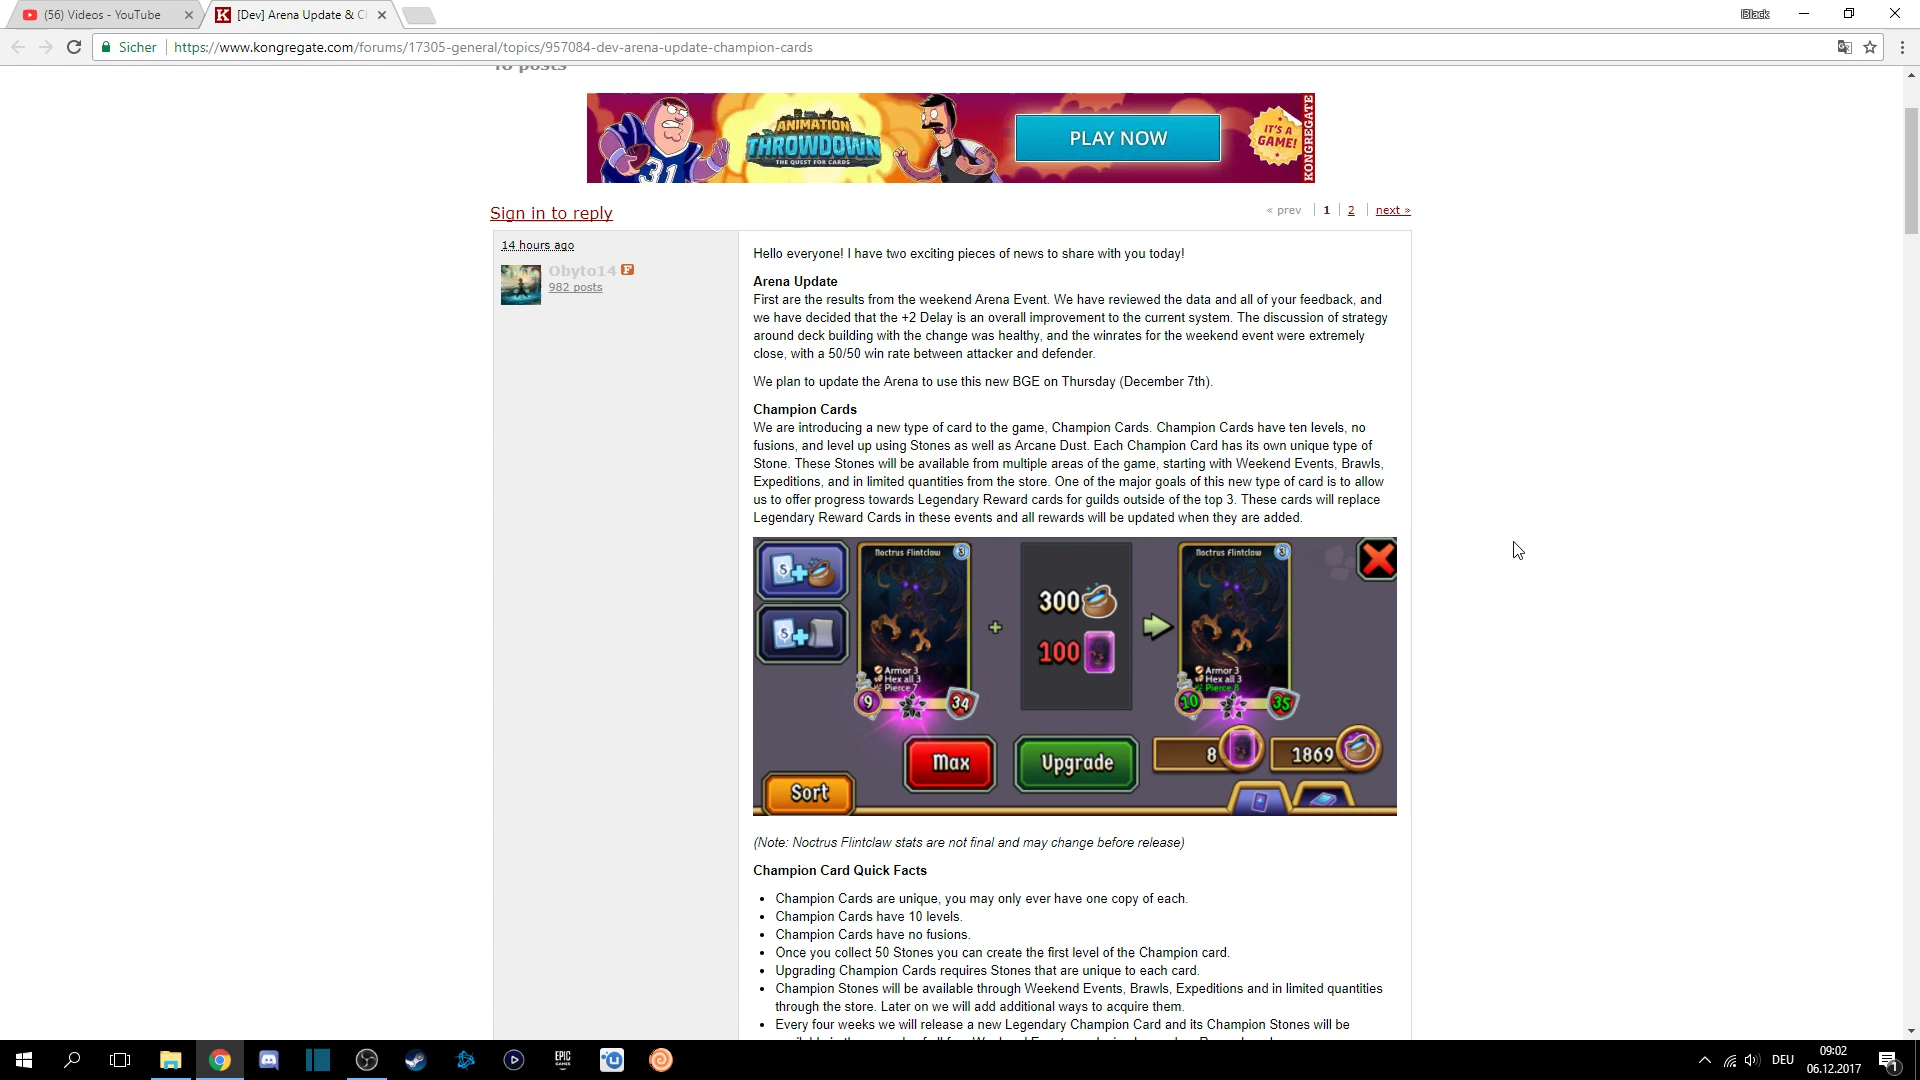 (56) Videos - YouTube
[Dev] Arena Update & Ch
Black
Sicher
https://www.kongregate.com/forums/17305-general/topics/957084-dev-arena-update-champion-cards
18 posts
31
ANIMATION
THROWDOWN
THE QUEST FOR CARDS
PLAY NOW
IT'S A
GAME!
KONGREGATE
Sign in to reply
« prev 1 2 next »
14 hours ago
Obyto14 F
982 posts
Hello everyone! I have two exciting pieces of news to share with you today!
Arena Update
First are the results from the weekend Arena Event. We have reviewed the data and all of your feedback, and
we have decided that the +2 Delay is an overall improvement to the current system. The discussion of strategy
around deck building with the change was healthy, and the winrates for the weekend event were extremely
close, with a 50/50 win rate between attacker and defender.
We plan to update the Arena to use this new BGE on Thursday (December 7th).
Champion Cards
We are introducing a new type of card to the game, Champion Cards. Champion Cards have ten levels, no
fusions, and level up using Stones as well as Arcane Dust. Each Champion Card has its own unique type of
Stone. These Stones will be available from multiple areas of the game, starting with Weekend Events, Brawls,
Expeditions, and in limited quantities from the store. One of the major goals of this new type of card is to allow
us to offer progress towards Legendary Reward cards for guilds outside of the top 3. These cards will replace
Legendary Reward Cards in these events and all rewards will be updated when they are added.
Noctrus Flintclaw 3
Armor 3
Hex all 3
Pierce 7
9
34
+
300
100
Noctrus Flintclaw 3
Armor 3
Hex all 3
Pierce 8
10
35
Max
Upgrade
8
1869
Sort
(Note: Noctrus Flintclaw stats are not final and may change before release)
Champion Card Quick Facts
• Champion Cards are unique, you may only ever have one copy of each.
• Champion Cards have 10 levels.
• Champion Cards have no fusions.
• Once you collect 50 Stones you can create the first level of the Champion card.
• Upgrading Champion Cards requires Stones that are unique to each card.
• Champion Stones will be available through Weekend Events, Brawls, Expeditions and in limited quantities
through the store. Later on we will add additional ways to acquire them.
• Every four weeks we will release a new Legendary Champion Card and its Champion Stones will be
EPIC
GAMES
DEU
09:02
06.12.2017
1